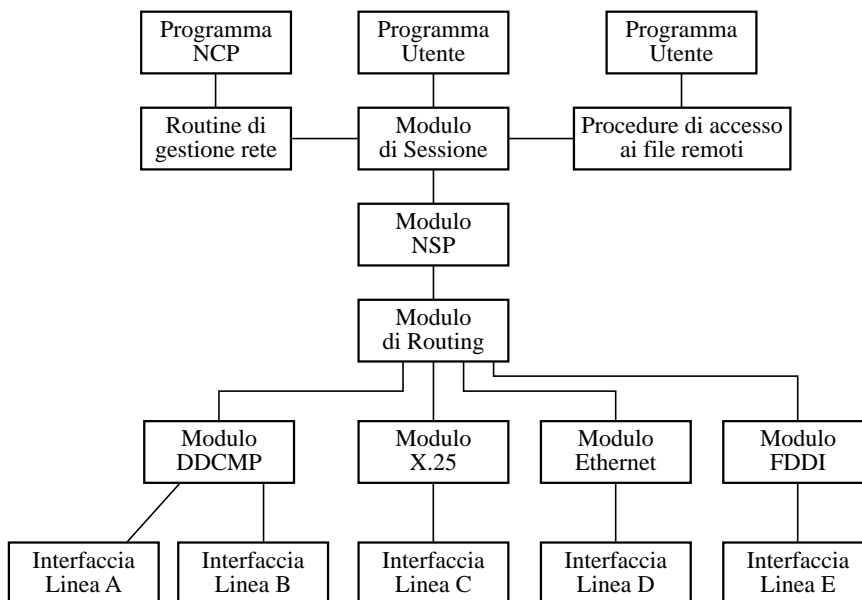 Programma
NCP
Programma
Utente
Programma
Utente
Routine di
gestione rete
Modulo
di Sessione
Procedure di accesso
ai file remoti
Modulo
NSP
Modulo
di Routing
Modulo
DDCMP
Modulo
X.25
Modulo
Ethernet
Modulo
FDDI
Interfaccia
Linea A
Interfaccia
Linea B
Interfaccia
Linea C
Interfaccia
Linea D
Interfaccia
Linea E